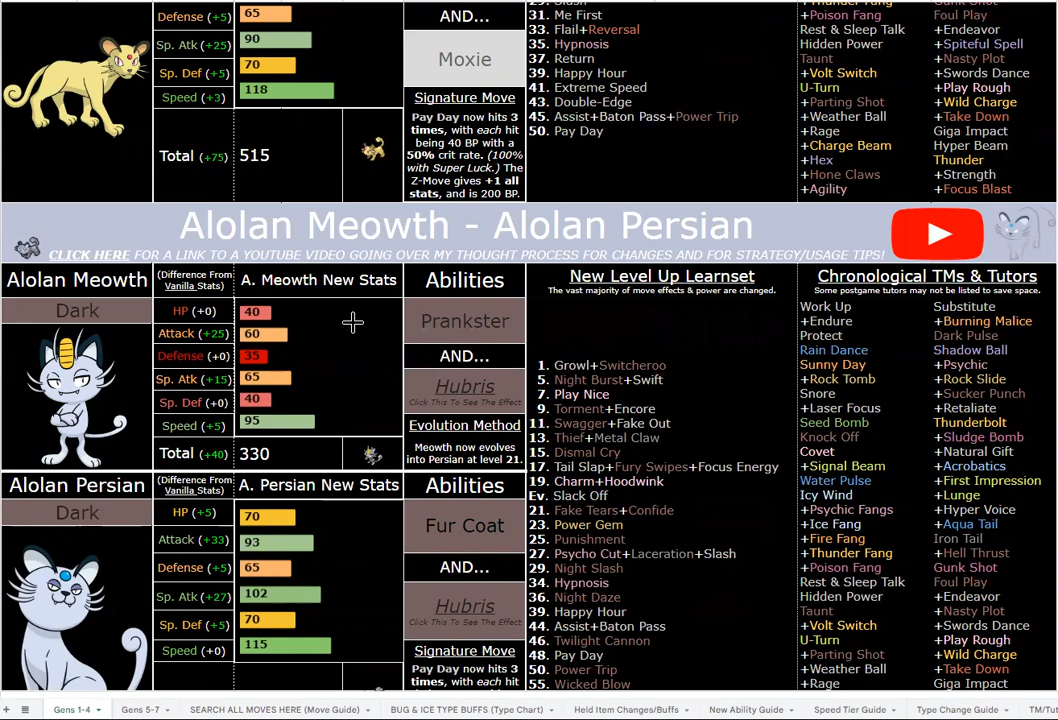 Defense (+5) 65
Sp. Atk (+25) 90
Sp. Def (+5) 70
Speed (+3) 118
Total (+75) 515
AND...
Moxie
Signature Move
Pay Day now hits 3
times, with each hit
being 40 BP with a
50% crit rate. (100%
with Super Luck.) The
Z-Move gives +1 all
stats, and is 200 BP.
31. Me First
33. Flail+Reversal
35. Hypnosis
37. Return
39. Happy Hour
41. Extreme Speed
43. Double-Edge
45. Assist+Baton Pass+Power Trip
50. Pay Day
+Poison Fang Foul Play
Rest & Sleep Talk +Endeavor
Hidden Power +Spiteful Spell
Taunt +Nasty Plot
+Volt Switch +Swords Dance
U-Turn +Play Rough
+Parting Shot +Wild Charge
+Weather Ball +Take Down
+Rage Giga Impact
+Charge Beam Hyper Beam
+Hex Thunder
+Hone Claws +Strength
+Agility +Focus Blast
Alolan Meowth - Alolan Persian
CLICK HERE FOR A LINK TO A YOUTUBE VIDEO GOING OVER MY THOUGHT PROCESS FOR CHANGES AND FOR STRATEGY/USAGE TIPS!
Alolan Meowth
Dark
(Difference From
Vanilla Stats)
A. Meowth New Stats
HP (+0) 40
Attack (+25) 60
Defense (+0) 35
Sp. Atk (+15) 65
Sp. Def (+0) 40
Speed (+5) 95
Total (+40) 330
Abilities
Prankster
AND...
Hubris
Click This To See The Effect
Evolution Method
Meowth now evolves
into Persian at level 21.
Alolan Persian
Dark
(Difference From
Vanilla Stats)
A. Persian New Stats
HP (+5) 70
Attack (+33) 93
Defense (+5) 65
Sp. Atk (+27) 102
Sp. Def (+5) 70
Speed (+0) 115
Abilities
Fur Coat
AND...
Hubris
Click This To See The Effect
Signature Move
Pay Day now hits 3
times, with each hit
New Level Up Learnset
The vast majority of move effects & power are changed.
1. Growl+Switcheroo
5. Night Burst+Swift
7. Play Nice
9. Torment+Encore
11. Swagger+Fake Out
13. Thief+Metal Claw
15. Dismal Cry
17. Tail Slap+Fury Swipes+Focus Energy
19. Charm+Hoodwink
Ev. Slack Off
21. Fake Tears+Confide
23. Power Gem
25. Punishment
27. Psycho Cut+Laceration+Slash
29. Night Slash
34. Hypnosis
36. Night Daze
39. Happy Hour
44. Assist+Baton Pass
46. Twilight Cannon
48. Pay Day
50. Power Trip
55. Wicked Blow
Chronological TMs & Tutors
Some postgame tutors may not be listed to save space.
Work Up Substitute
+Endure +Burning Malice
Protect Dark Pulse
Rain Dance Shadow Ball
Sunny Day +Psychic
+Rock Tomb +Rock Slide
Snore +Sucker Punch
+Laser Focus +Retaliate
Seed Bomb Thunderbolt
Knock Off +Sludge Bomb
Covet +Natural Gift
+Signal Beam +Acrobatics
Water Pulse +First Impression
Icy Wind +Lunge
+Psychic Fangs +Hyper Voice
+Ice Fang +Aqua Tail
+Fire Fang Iron Tail
+Thunder Fang +Hell Thrust
+Poison Fang Gunk Shot
Rest & Sleep Talk Foul Play
Hidden Power +Endeavor
Taunt +Nasty Plot
+Volt Switch +Swords Dance
U-Turn +Play Rough
+Parting Shot +Wild Charge
+Weather Ball +Take Down
+Rage Giga Impact
Gens 1-4 Gens 5-7 SEARCH ALL MOVES HERE (Move Guide) BUG & ICE TYPE BUFFS (Type Chart) Held Item Changes/Buffs New Ability Guide Speed Tier Guide Type Change Guide TM/Tut